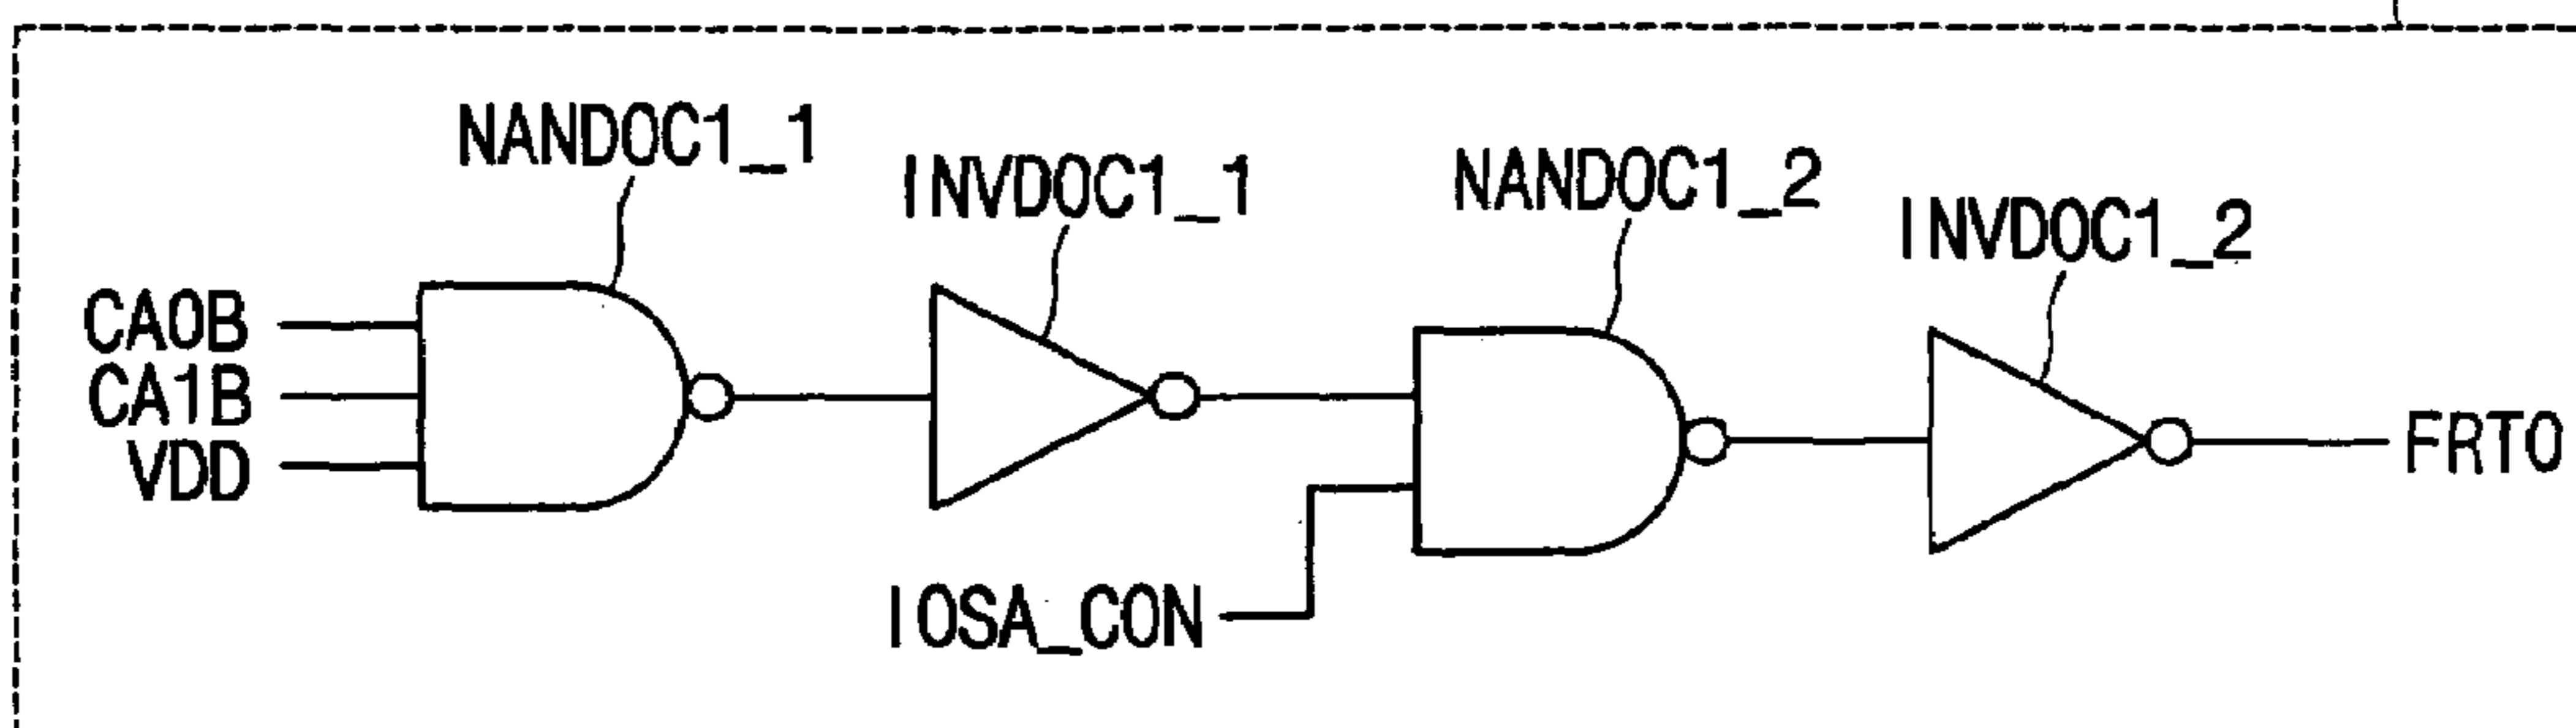 NANDOC1_1
INVDOC1_1
NANDOC1_2
INVDOC1_2
CA0B
CA1B
VDD
IOSA_CON
FRT0